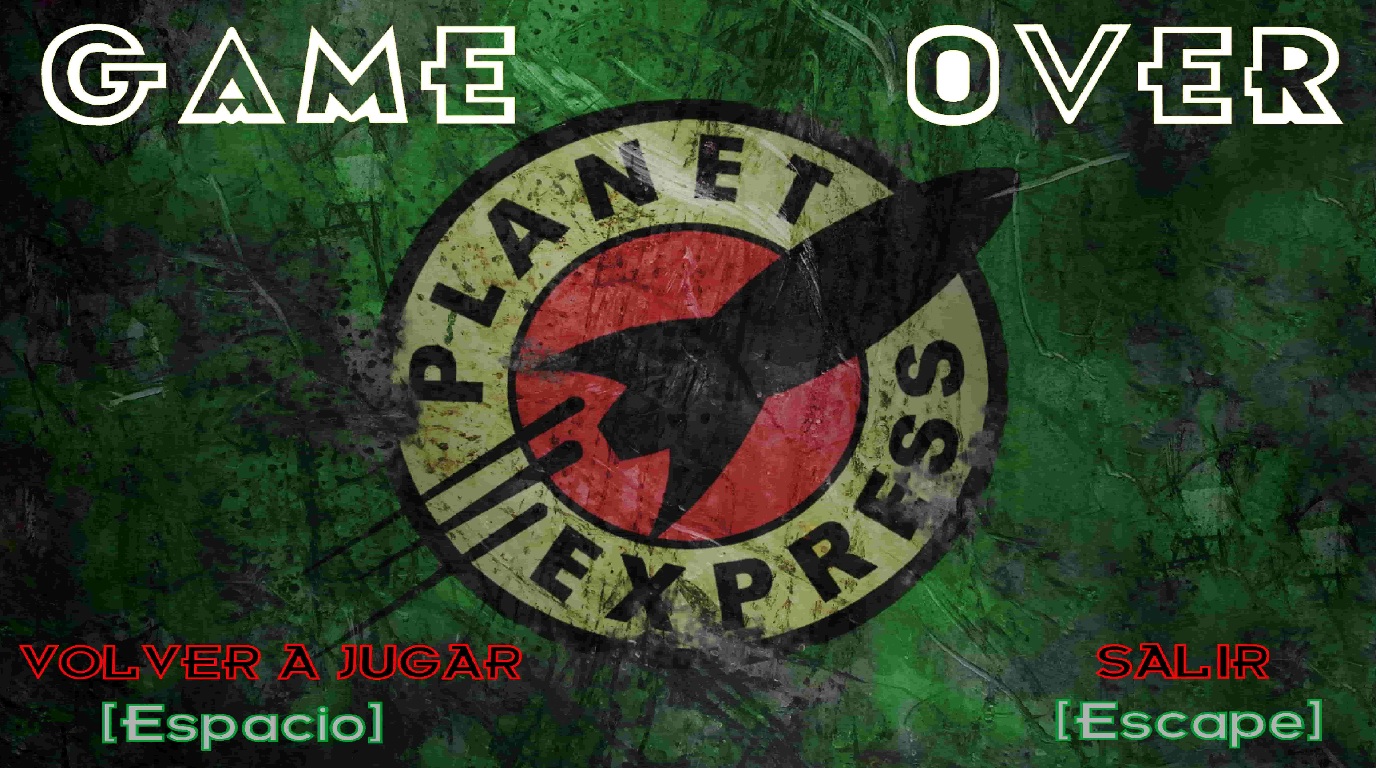 GAME OVER
PLANET
EXPRESS
VOLVER A JUGAR
[Espacio]
SALIR
[Escape]